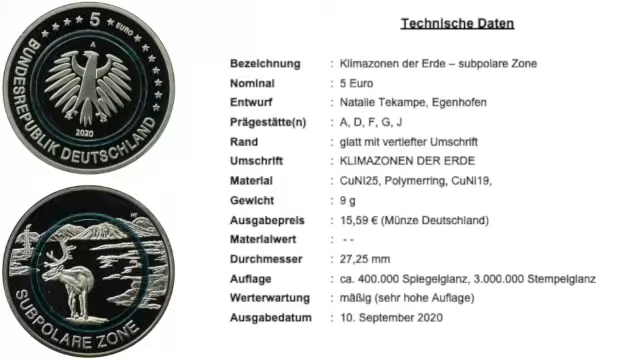 5 EURO
A
2020
BUNDESREPUBLIK DEUTSCHLAND
SUBPOLARE ZONE
Technische Daten
Bezeichnung : Klimazonen der Erde – subpolare Zone
Nominal : 5 Euro
Entwurf : Natalie Tekampe, Egenhofen
Prägestätte(n) : A, D, F, G, J
Rand : glatt mit vertiefter Umschrift
Umschrift : KLIMAZONEN DER ERDE
Material : CuNI25, Polymerring, CuNi19,
Gewicht : 9 g
Ausgabepreis : 15,59 € (Münze Deutschland)
Materialwert : - -
Durchmesser : 27,25 mm
Auflage : ca. 400.000 Spiegelglanz, 3.000.000 Stempelglanz
Werterwartung : mäßig (sehr hohe Auflage)
Ausgabedatum : 10. September 2020